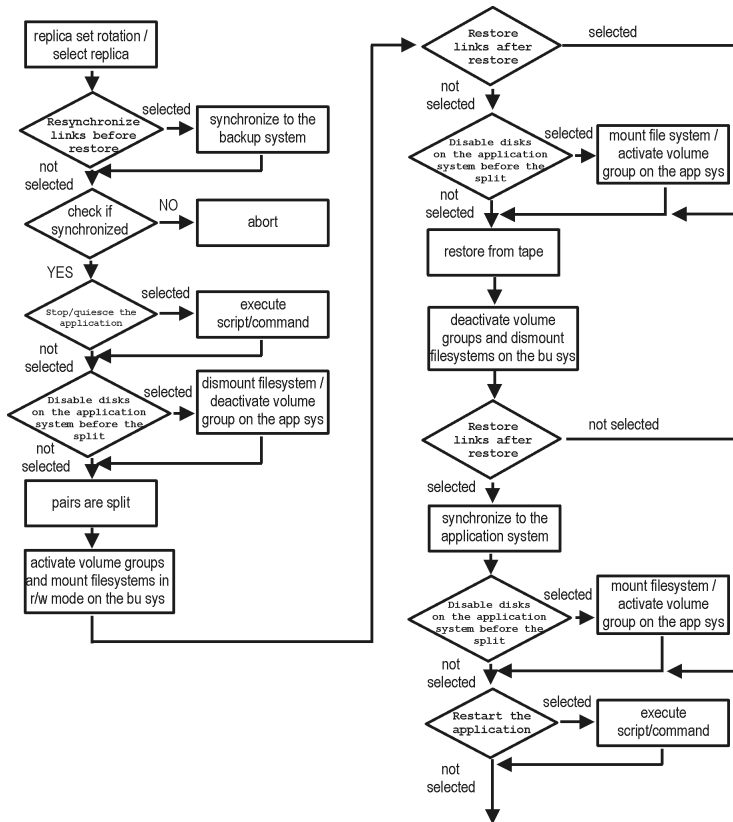 replica set rotation /
select replica
Resynchronize
links before
restore
selected
synchronize to the
backup system
not
selected
check if
synchronized
NO
abort
YES
Stop/quiesce the
application
selected
execute
script/command
not
selected
Disable disks
on the application
system before the
split
selected
dismount filesystem /
deactivate volume
group on the app sys
not
selected
pairs are split
activate volume groups
and mount filesystems in
r/w mode on the bu sys
Restore
links after
restore
selected
not
selected
Disable disks
on the application
system before the
split
selected
mount file system /
activate volume
group on the app sys
not
selected
restore from tape
deactivate volume
groups and dismount
filesystems on the bu sys
Restore
links after
restore
not selected
selected
synchronize to the
application system
Disable disks
on the application
system before the
split
selected
mount filesystem /
activate volume
group on the app sys
not
selected
Restart the
application
selected
execute
script/command
not
selected